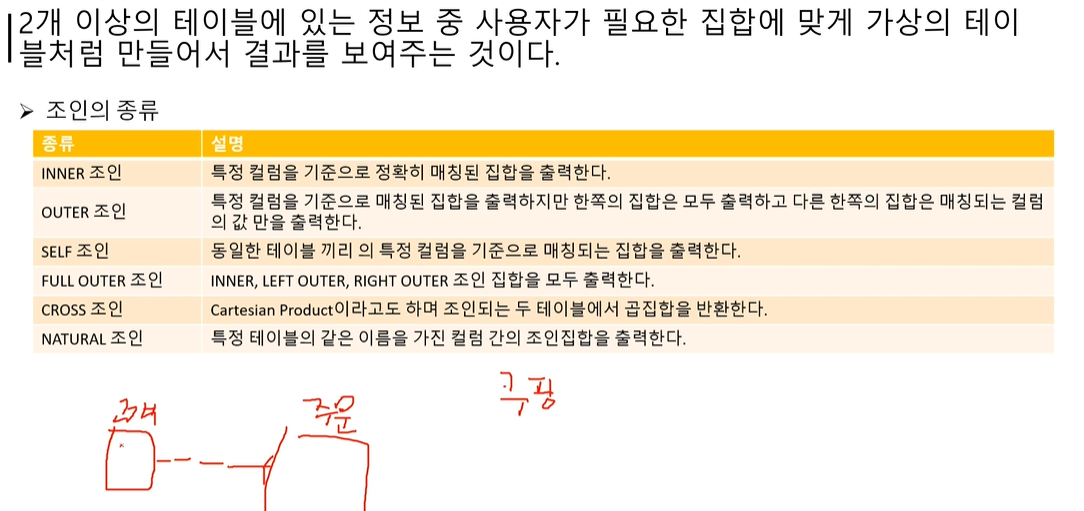 2개 이상의 테이블에 있는 정보 중 사용자가 필요한 집합에 맞게 가상의 테이
블처럼 만들어서 결과를 보여주는 것이다.
➢ 조인의 종류
종류 설명
INNER 조인 특정 컬럼을 기준으로 정확히 매칭된 집합을 출력한다.
OUTER 조인 특정 컬럼을 기준으로 매칭된 집합을 출력하지만 한쪽의 집합은 모두 출력하고 다른 한쪽의 집합은 매칭되는 컬럼
의 값 만을 출력한다.
SELF 조인 동일한 테이블 끼리 의 특정 컬럼을 기준으로 매칭되는 집합을 출력한다.
FULL OUTER 조인 INNER, LEFT OUTER, RIGHT OUTER 조인 집합을 모두 출력한다.
CROSS 조인 Cartesian Product이라고도 하며 조인되는 두 테이블에서 곱집합을 반환한다.
NATURAL 조인 특정 테이블의 같은 이름을 가진 컬럼 간의 조인집합을 출력한다.
쿠팡
고객 주문